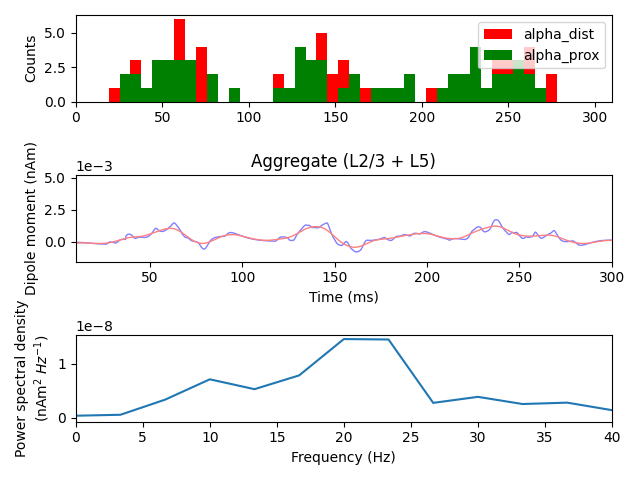 Counts
5.0
2.5
0.0
0
50
100
150
200
250
300
alpha_dist
alpha_prox
Aggregate (L2/3 + L5)
1e−3
Dipole moment (nAm)
5.0
2.5
0.0
50
100
150
200
250
300
Time (ms)
1e−8
Power spectral density
(nAm² Hz⁻¹)
1
0
0
5
10
15
20
25
30
35
40
Frequency (Hz)